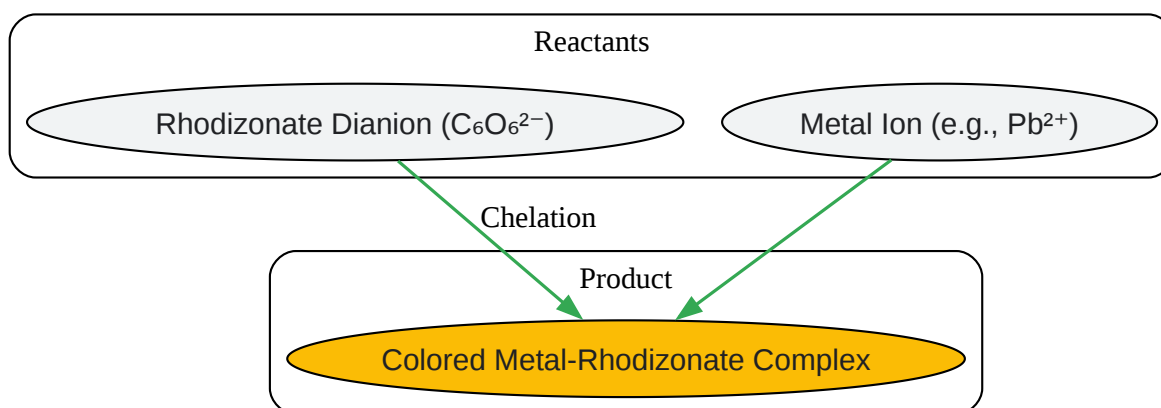 Reactants
Rhodizonate Dianion (C₆O₆²⁻)
Metal Ion (e.g., Pb²⁺)
Chelation
Product
Colored Metal-Rhodizonate Complex